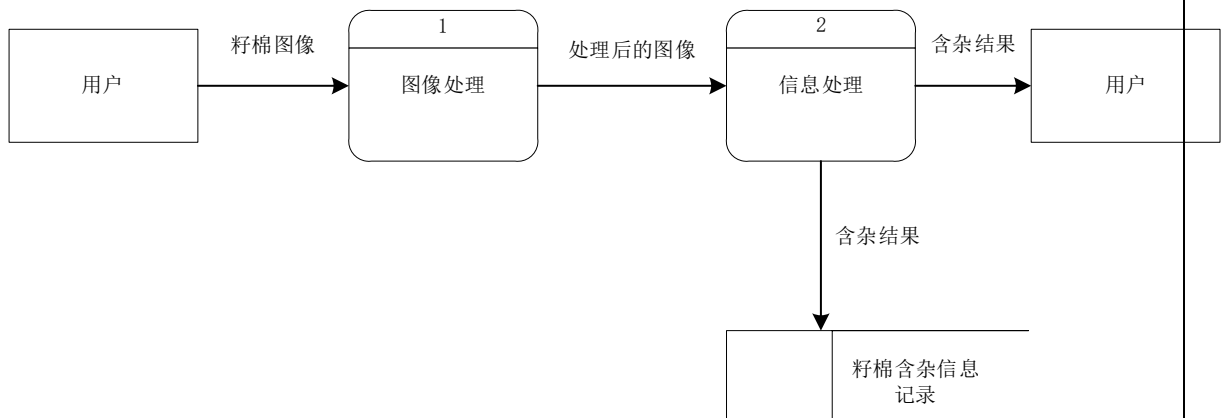 1
2
籽棉图像
处理后的图像
含杂结果
用户
图像处理
信息处理
用户
含杂结果
籽棉含杂信息
记录